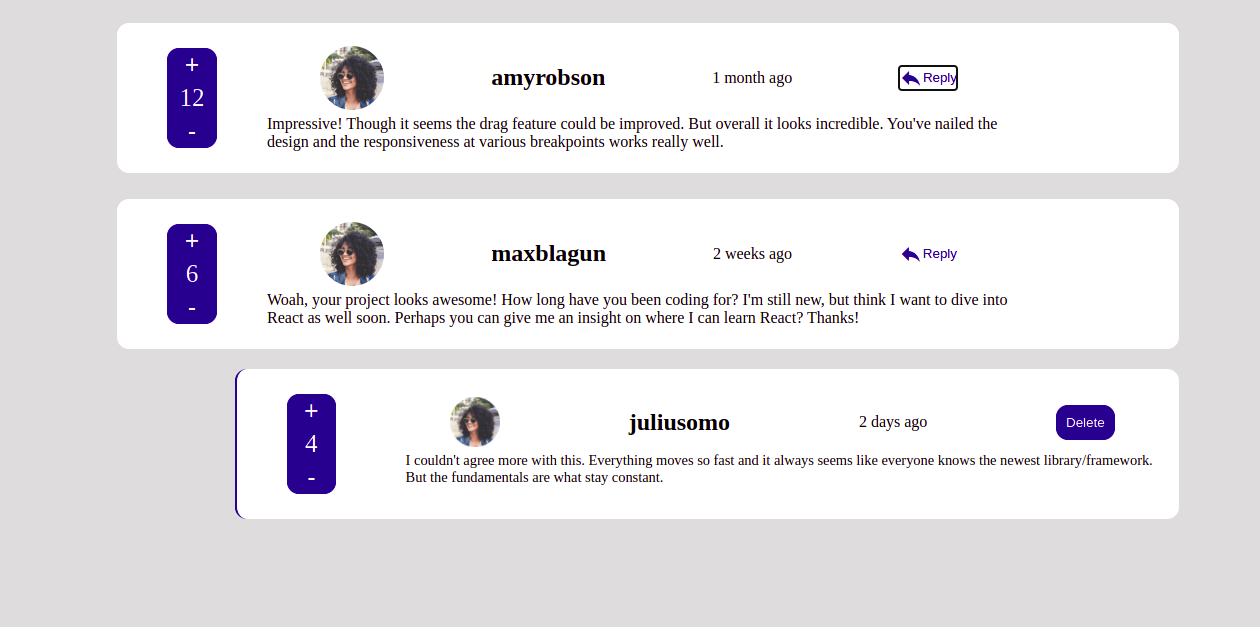 +
12
-
amyrobson
1 month ago
Reply
Impressive! Though it seems the drag feature could be improved. But overall it looks incredible. You've nailed the
design and the responsiveness at various breakpoints works really well.
+
6
-
maxblagun
2 weeks ago
Reply
Woah, your project looks awesome! How long have you been coding for? I'm still new, but think I want to dive into
React as well soon. Perhaps you can give me an insight on where I can learn React? Thanks!
+
4
-
juliusomo
2 days ago
Delete
I couldn't agree more with this. Everything moves so fast and it always seems like everyone knows the newest library/framework.
But the fundamentals are what stay constant.